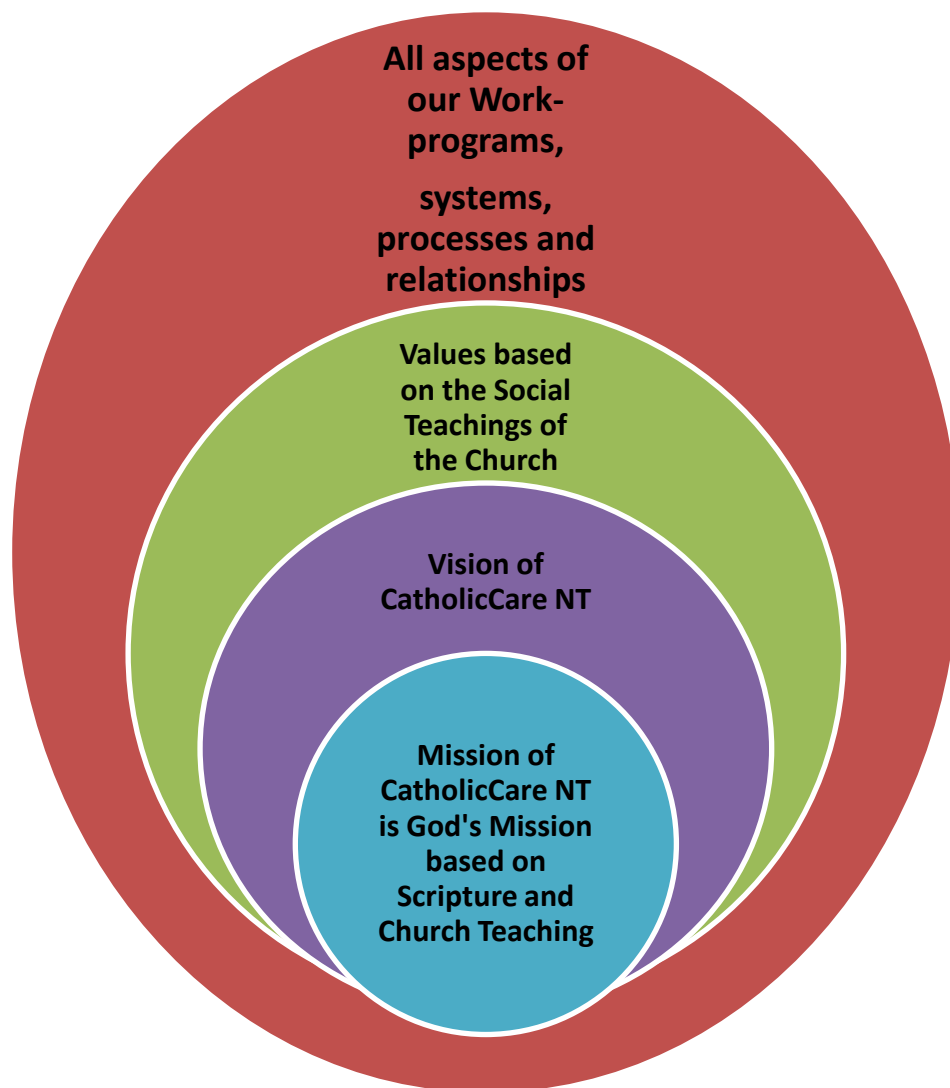 All aspects of
our Work-
programs,
systems,
processes and
relationships
Values based
on the Social
Teachings of
the Church
Vision of
CatholicCare NT
Mission of
CatholicCare NT
is God's Mission
based on
Scripture and
Church Teaching